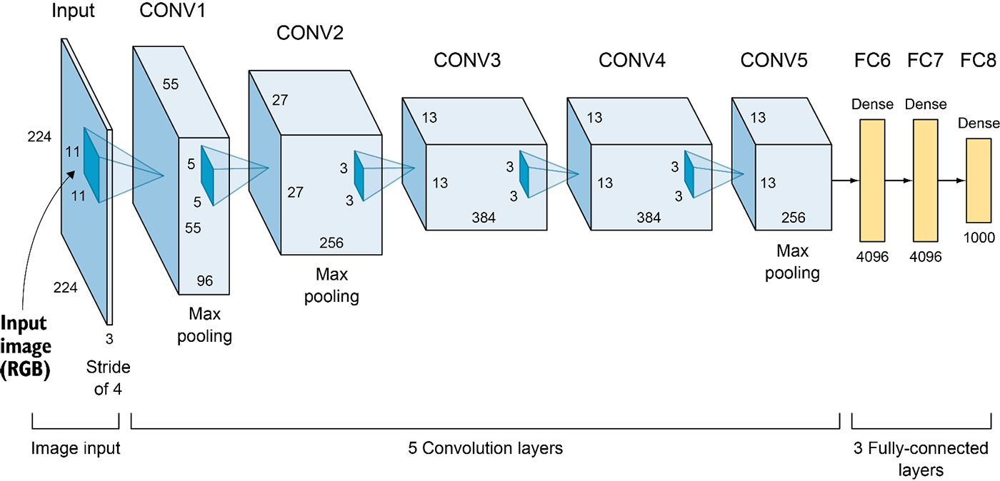 Input
CONV1
CONV2
CONV3
CONV4
CONV5
FC6
FC7
FC8
224
11
11
224
3
Stride
of 4
Input
image
(RGB)
55
5
5
55
96
Max
pooling
27
3
27
3
256
Max
pooling
13
3
13
3
384
13
3
13
3
384
13
13
256
Max
pooling
Dense
4096
Dense
4096
Dense
1000
Image input
5 Convolution layers
3 Fully-connected
layers